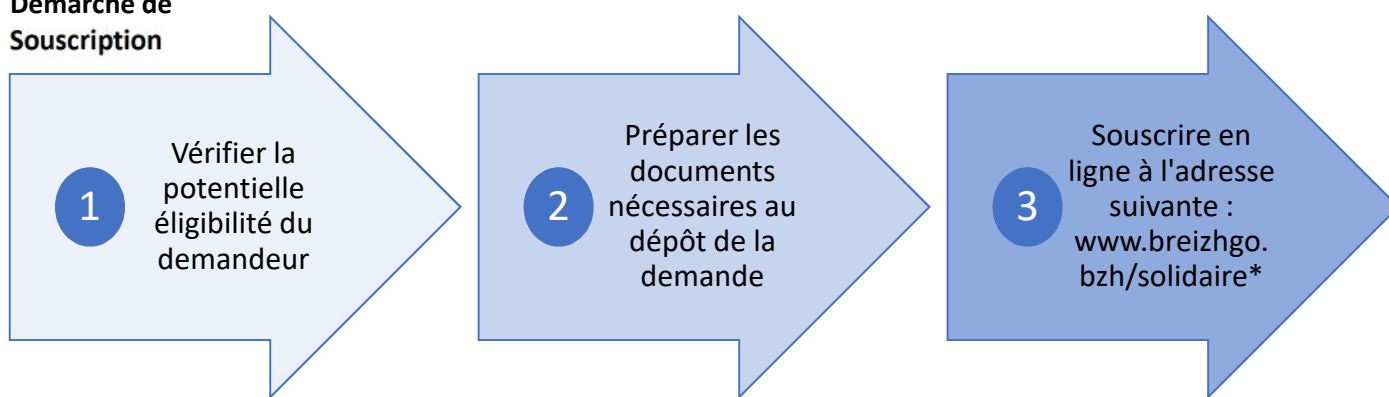 Démarche de
Souscription
1
Vérifier la
potentielle
éligibilité du
demandeur
2
Préparer les
documents
nécessaires au
dépôt de la
demande
3
Souscrire en
ligne à l'adresse
suivante :
www.breizhgo.
bzh/solidaire*